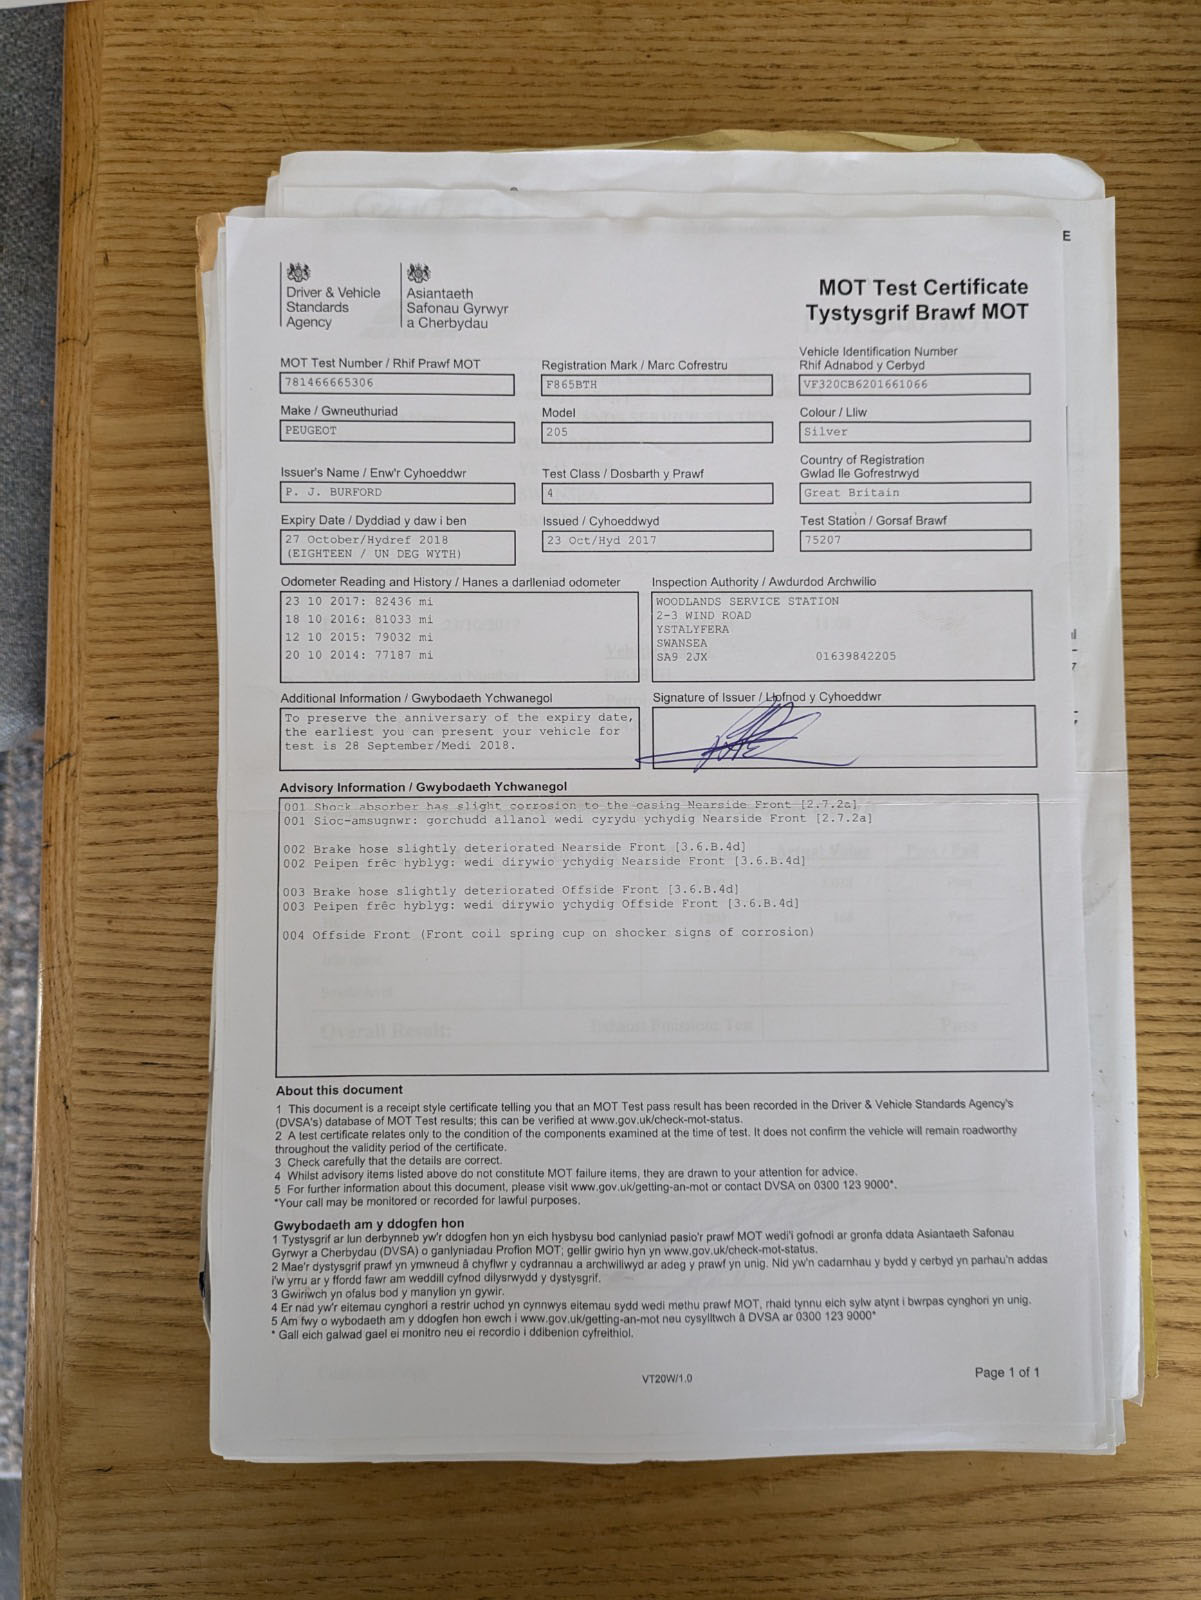 E
Driver & Vehicle
Standards
Agency
Asiantaeth
Safonau Gyrwyr
a Cherbydau
MOT Test Certificate
Tystysgrif Brawf MOT
MOT Test Number / Rhif Prawf MOT
781466665306
Registration Mark / Marc Cofrestru
F865BTH
Vehicle Identification Number
Rhif Adnabod y Cerbyd
VF320CB6201661066
Make / Gwneuthuriad
PEUGEOT
Model
205
Colour / Lliw
Silver
Issuer's Name / Enw'r Cyhoeddwr
P. J. BURFORD
Test Class / Dosbarth y Prawf
4
Country of Registration
Gwlad lle Gofrestrwyd
Great Britain
Expiry Date / Dyddiad y daw i ben
27 October/Hydref 2018
(EIGHTEEN / UN DEG WYTH)
Issued / Cyhoeddwyd
23 Oct/Hyd 2017
Test Station / Gorsaf Brawf
75207
Odometer Reading and History / Hanes a darlleniad odometer
23 10 2017: 82436 mi
18 10 2016: 81033 mi
12 10 2015: 79032 mi
20 10 2014: 77187 mi
Inspection Authority / Awdurdod Archwilio
WOODLANDS SERVICE STATION
2-3 WIND ROAD
YSTALYFERA
SWANSEA
SA9 2JX 01639842205
Additional Information / Gwybodaeth Ychwanegol
To preserve the anniversary of the expiry date,
the earliest you can present your vehicle for
test is 28 September/Medi 2018.
Signature of Issuer / Llofnod y Cyhoeddwr
Advisory Information / Gwybodaeth Ychwanegol
001 Shock absorber has slight corrosion to the casing Nearside Front [2.7.2a]
001 Sioc-amsugnwr: gorchudd allanol wedi cyrydu ychydig Nearside Front [2.7.2a]
002 Brake hose slightly deteriorated Nearside Front [3.6.B.4d]
002 Peipen frêc hyblyg: wedi dirywio ychydig Nearside Front [3.6.B.4d]
003 Brake hose slightly deteriorated Offside Front [3.6.B.4d]
003 Peipen frêc hyblyg: wedi dirywio ychydig Offside Front [3.6.B.4d]
004 Offside Front (Front coil spring cup on shocker signs of corrosion)
Overall Result: Exhaust Emissions Test Pass
About this document
1 This document is a receipt style certificate telling you that an MOT Test pass result has been recorded in the Driver & Vehicle Standards Agency's
(DVSA's) database of MOT Test results; this can be verified at www.gov.uk/check-mot-status.
2 A test certificate relates only to the condition of the components examined at the time of test. It does not confirm the vehicle will remain roadworthy
throughout the validity period of the certificate.
3 Check carefully that the details are correct.
4 Whilst advisory items listed above do not constitute MOT failure items, they are drawn to your attention for advice.
5 For further information about this document, please visit www.gov.uk/getting-an-mot or contact DVSA on 0300 123 9000*.
*Your call may be monitored or recorded for lawful purposes.
Gwybodaeth am y ddogfen hon
1 Tystysgrif ar lun derbynneb yw'r ddogfen hon yn eich hysbysu bod canlyniad pasio'r prawf MOT wedi'i gofnodi ar gronfa ddata Asiantaeth Safonau
Gyrwyr a Cherbydau (DVSA) o ganlyniadau Profion MOT; gellir gwirio hyn yn www.gov.uk/check-mot-status.
2 Mae'r dystysgrif prawf yn ymwneud â chyflwr y cydrannau a archwiliwyd ar adeg y prawf yn unig. Nid yw'n cadarnhau y bydd y cerbyd yn parhau'n addas
i'w yrru ar y ffordd fawr am weddill cyfnod dilysrwydd y dystysgrif.
3 Gwiriwch yn ofalus bod y manylion yn gywir.
4 Er nad yw'r eitemau cynghori a restrir uchod yn cynnwys eitemau sydd wedi methu prawf MOT, rhaid tynnu eich sylw atynt i bwrpas cynghori yn unig.
5 Am fwy o wybodaeth am y ddogfen hon ewch i www.gov.uk/getting-an-mot neu cysylltwch â DVSA ar 0300 123 9000*
* Gall eich galwad gael ei monitro neu ei recordio i ddibenion cyfreithiol.
VT20W/1.0
Page 1 of 1